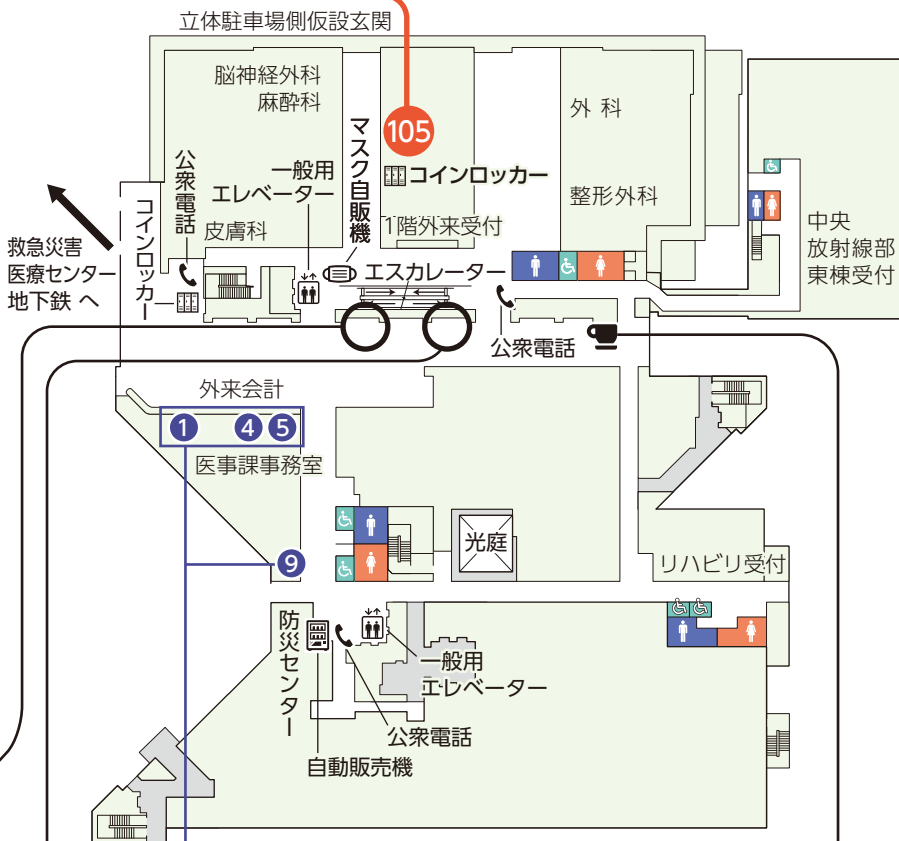 立体駐車場側仮設玄関
脳神経外科
麻酔科
105
外 科
マスク自販機
公衆電話
一般用
エレベーター
コインロッカー
整形外科
コインロッカー
皮膚科
1階外来受付
中央
放射線部
東棟受付
救急災害
医療センター
地下鉄 へ
エスカレーター
公衆電話
外来会計
1
4
5
医事課事務室
光庭
9
リハビリ受付
防災センター
一般用
エレベーター
公衆電話
自動販売機